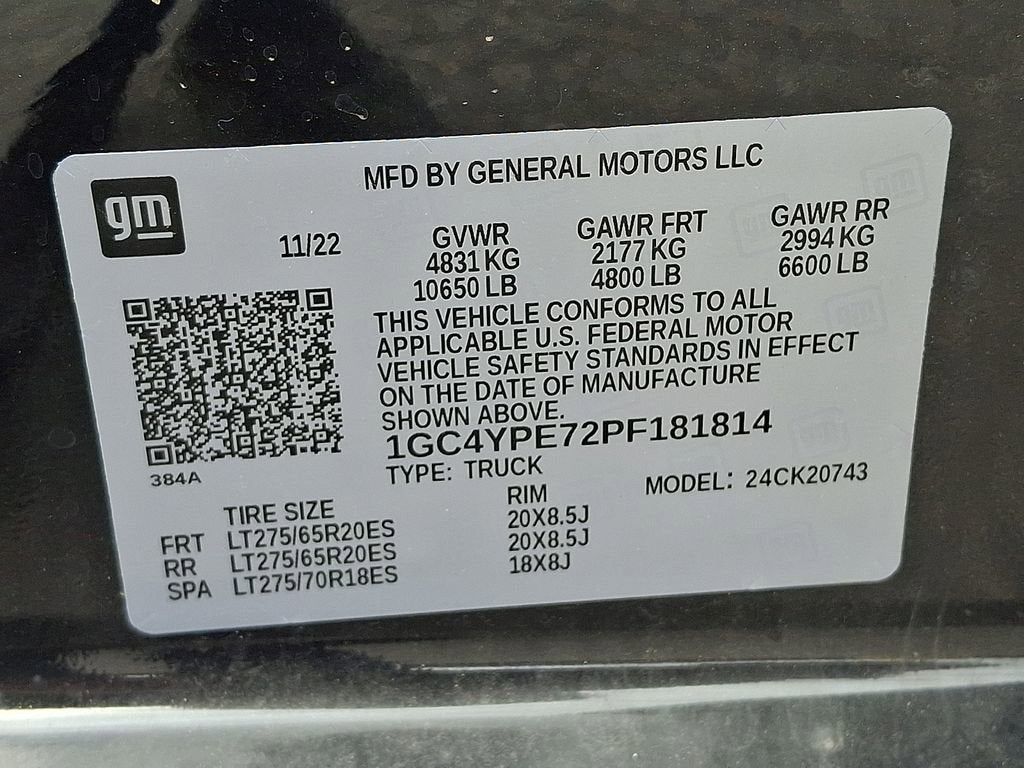 gm
MFD BY GENERAL MOTORS LLC
11/22
GVWR
4831 KG
10650 LB
GAWR FRT
2177 KG
4800 LB
GAWR RR
2994 KG
6600 LB
THIS VEHICLE CONFORMS TO ALL
APPLICABLE U.S. FEDERAL MOTOR
VEHICLE SAFETY STANDARDS IN EFFECT
ON THE DATE OF MANUFACTURE
SHOWN ABOVE.
1GC4YPE72PF181814
TYPE: TRUCK
MODEL: 24CK20743
384A
TIRE SIZE RIM
FRT LT275/65R20ES 20X8.5J
RR LT275/65R20ES 20X8.5J
SPA LT275/70R18ES 18X8J